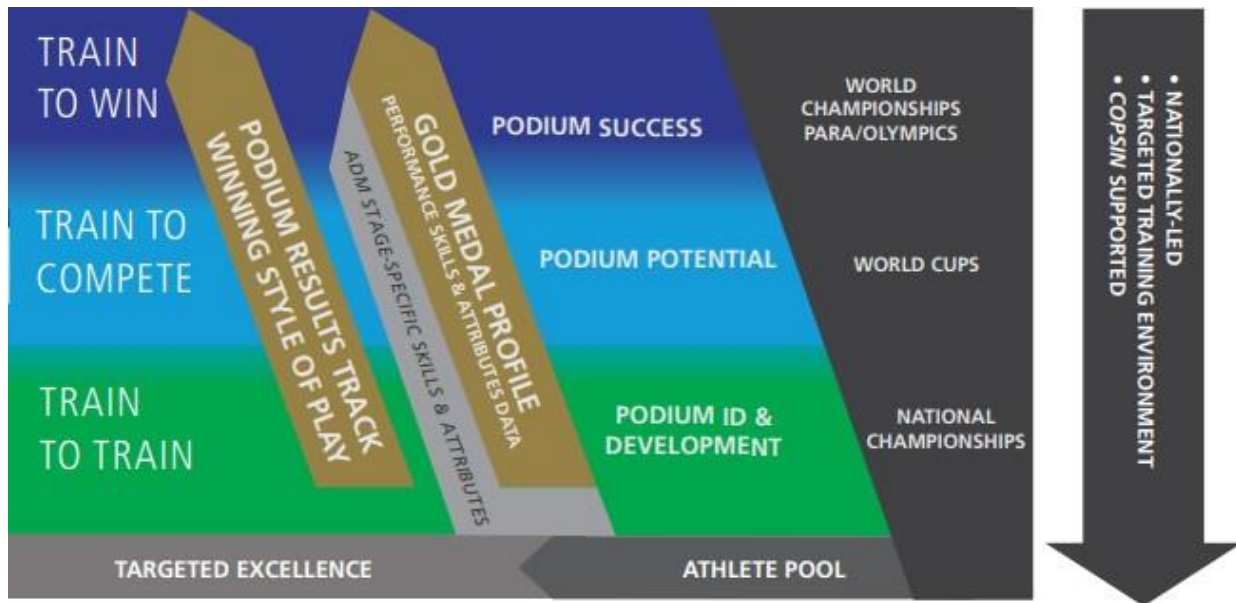 TRAIN
TO WIN
TRAIN TO
COMPETE
TRAIN
TO TRAIN
PODIUM RESULTS TRACK
WINNING STYLE OF PLAY
GOLD MEDAL PROFILE
PERFORMANCE SKILLS & ATTRIBUTES DATA
ADM STAGE-SPECIFIC SKILLS & ATTRIBUTES
PODIUM SUCCESS
PODIUM POTENTIAL
PODIUM ID &
DEVELOPMENT
WORLD
CHAMPIONSHIPS
PARA/OLYMPICS
WORLD CUPS
NATIONAL
CHAMPIONSHIPS
• NATIONALLY-LED
• TARGETED TRAINING ENVIRONMENT
• COPSIN SUPPORTED
TARGETED EXCELLENCE
ATHLETE POOL